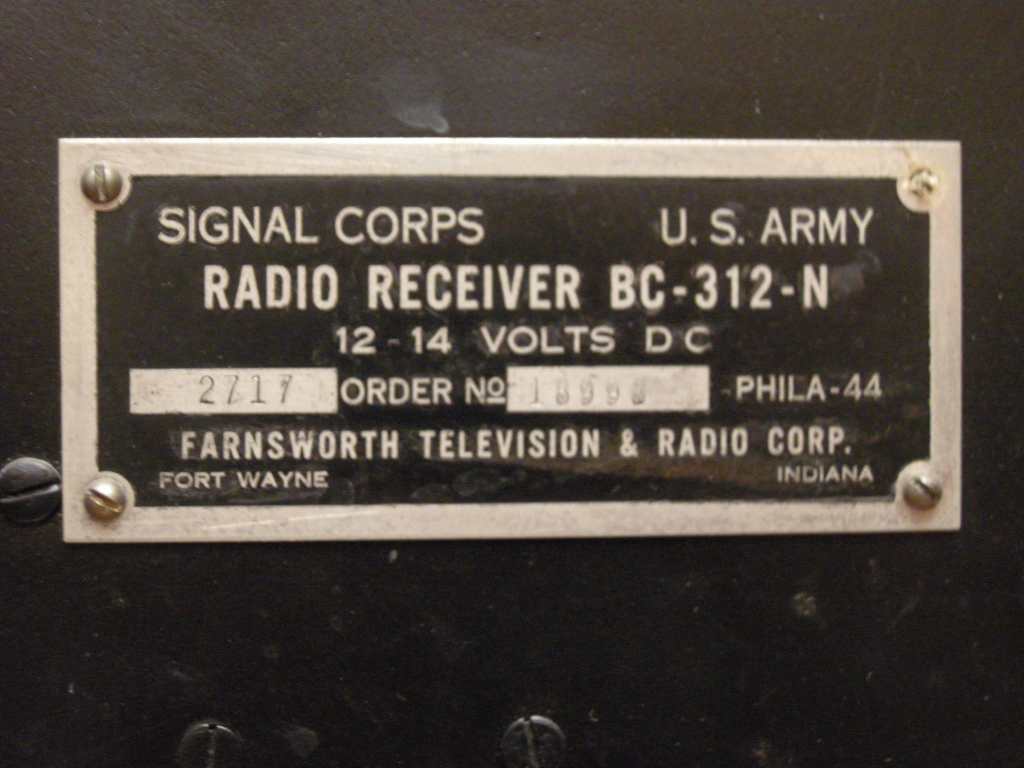 SIGNAL CORPS U. S. ARMY
RADIO RECEIVER BC-312-N
12-14 VOLTS DC
2717 ORDER Nº PHILA-44
FARNSWORTH TELEVISION & RADIO CORP.
FORT WAYNE INDIANA